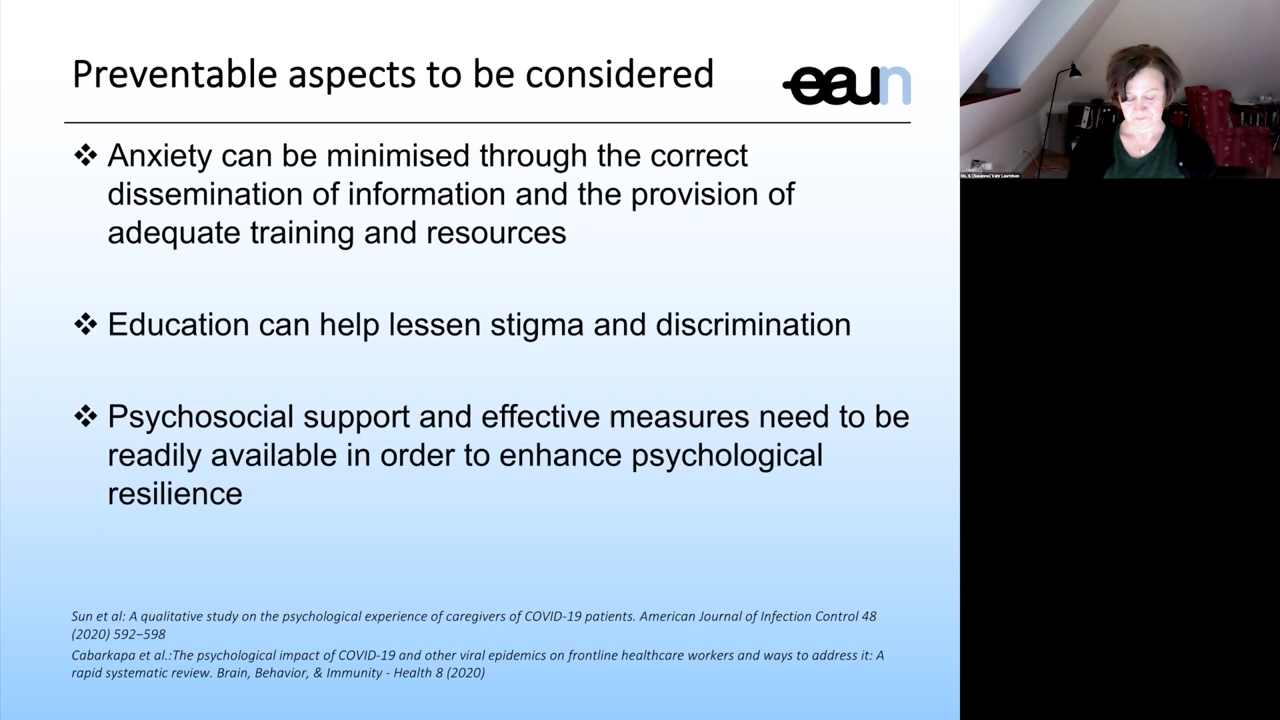 Preventable aspects to be considered
eaun
❖ Anxiety can be minimised through the correct
dissemination of information and the provision of
adequate training and resources
❖ Education can help lessen stigma and discrimination
❖ Psychosocial support and effective measures need to be
readily available in order to enhance psychological
resilience
Sun et al: A qualitative study on the psychological experience of caregivers of COVID-19 patients. American Journal of Infection Control 48
(2020) 592–598
Cabarkapa et al.:The psychological impact of COVID-19 and other viral epidemics on frontline healthcare workers and ways to address it: A
rapid systematic review. Brain, Behavior, & Immunity - Health 8 (2020)
Ms. S. (Susanne) Vahr Lauridsen